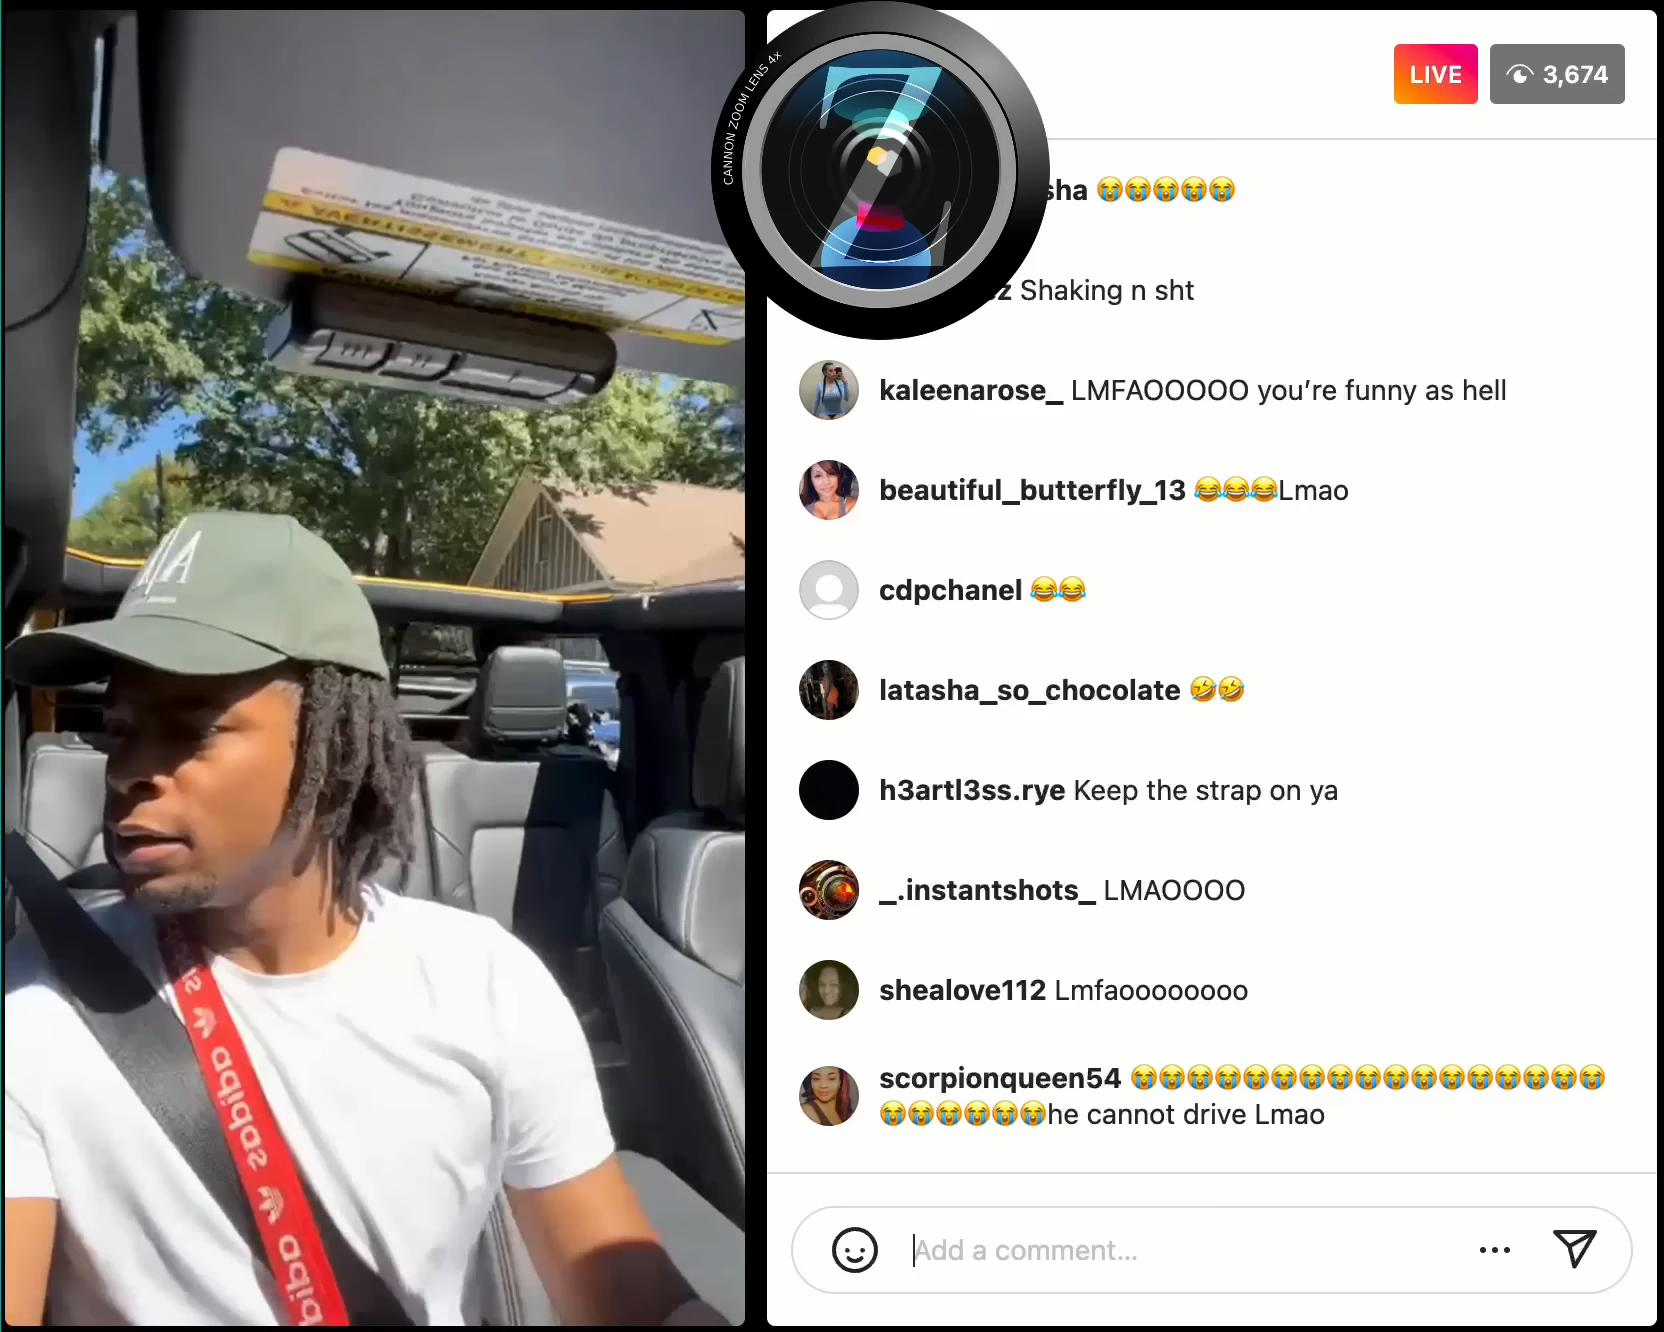 CANNON ZOOM LENS 4x
Z
LIVE
3,674
sha 😭😭😭😭😭
z Shaking n sht
kaleenarose_ LMFAOOOOO you’re funny as hell
beautiful_butterfly_13 😂😂😂Lmao
cdpchanel 😂😂
latasha_so_chocolate 🤣🤣
h3artl3ss.rye Keep the strap on ya
_.instantshots_ LMAOOOO
shealove112 Lmfaoooooooo
scorpionqueen54 😭😭😭😭😭😭😭😭😭😭😭😭😭😭😭😭😭
😭😭😭😭😭😭he cannot drive Lmao
Add a comment...
adidas
adidas